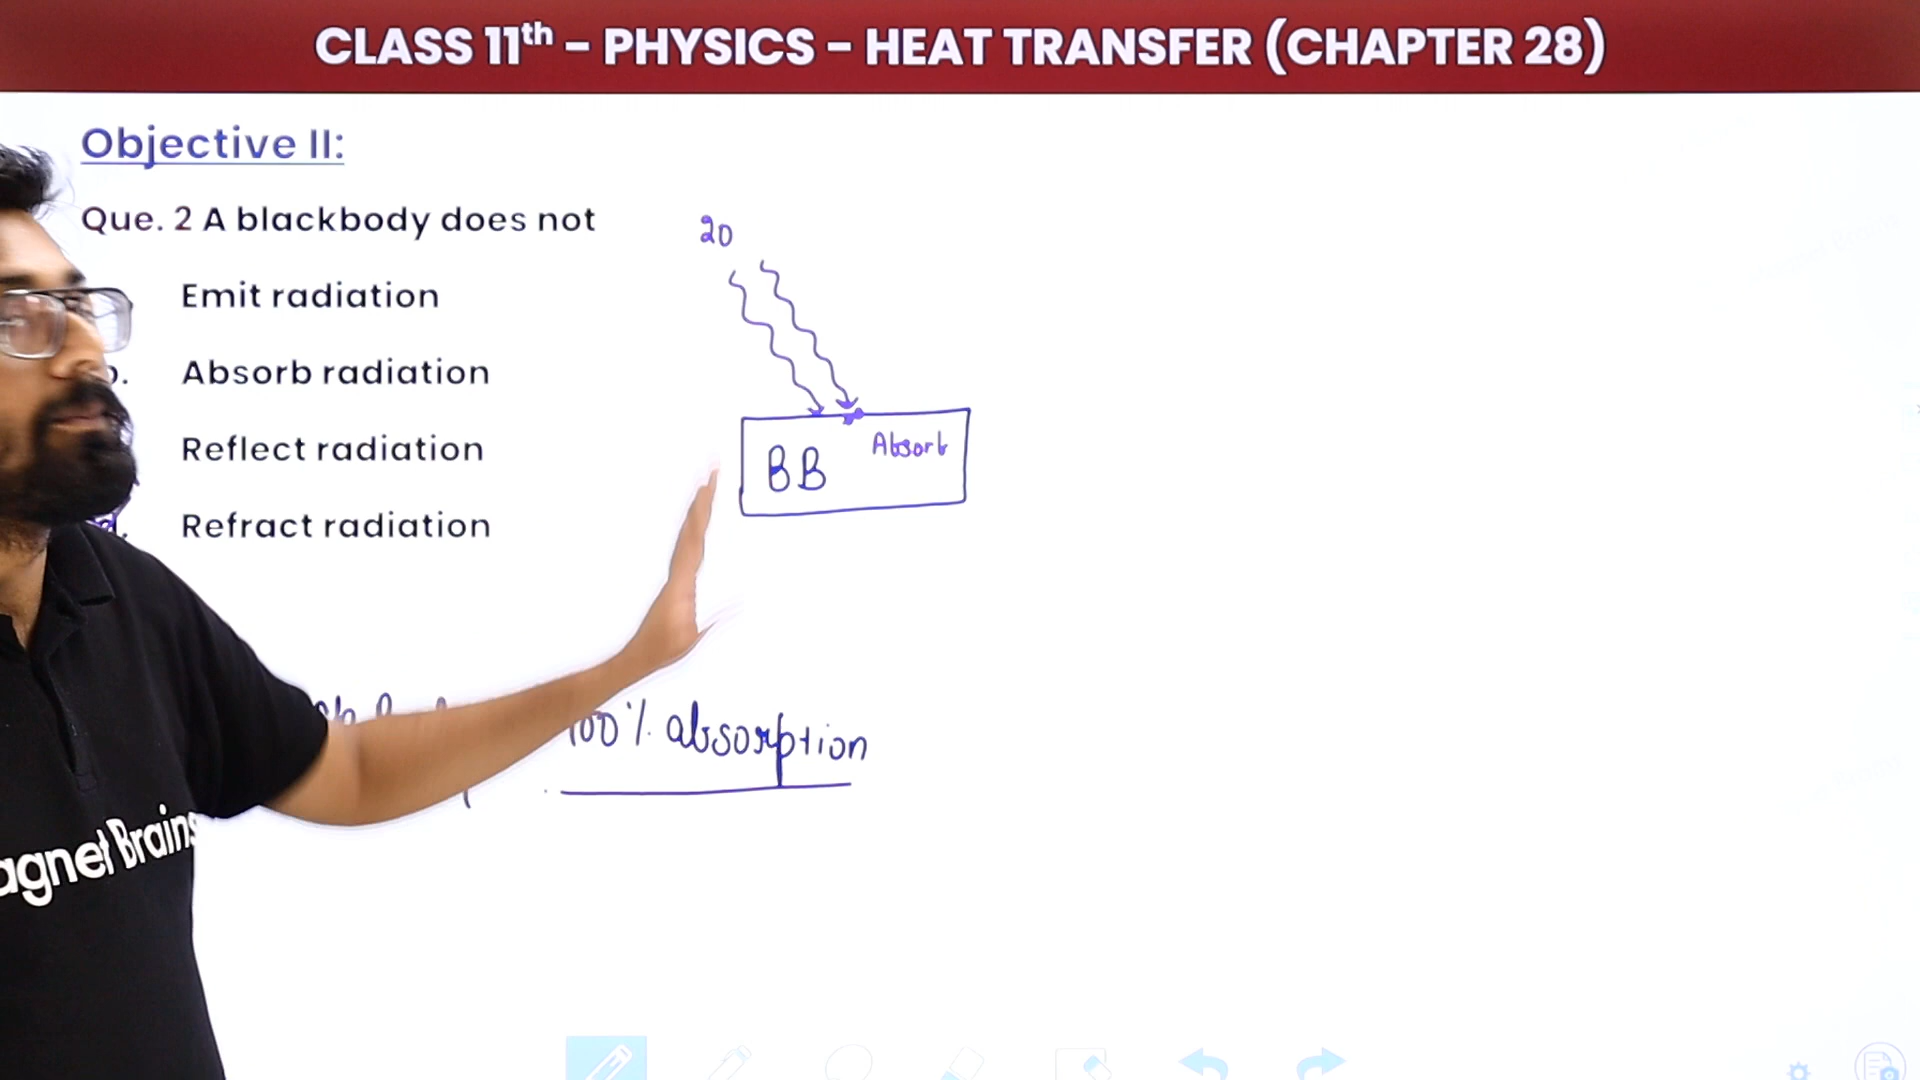 CLASS 11th - PHYSICS - HEAT TRANSFER (CHAPTER 28)
Objective II:
Que. 2 A blackbody does not
Emit radiation
Absorb radiation
Reflect radiation
d. Refract radiation
20
BB Absorb
100% absorption
agnet Brains